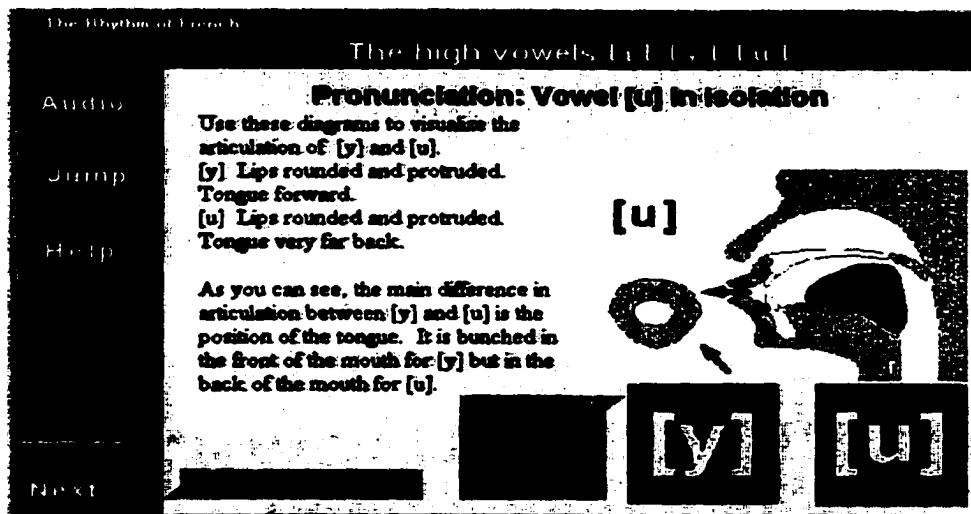 The Rhythm of French
The high vowels [i] [y] [u]
Audio
Jump
Help
Next
Pronunciation: Vowel [u] in Isolation
Use these diagrams to visualise the
articulation of [y] and [u].
[y] Lips rounded and protruded.
Tongue forward.
[u] Lips rounded and protruded.
Tongue very far back.
As you can see, the main difference in
articulation between [y] and [u] is the
position of the tongue. It is bunched in
the front of the mouth for [y] but in the
back of the mouth for [u].
[u]
[y]
[u]